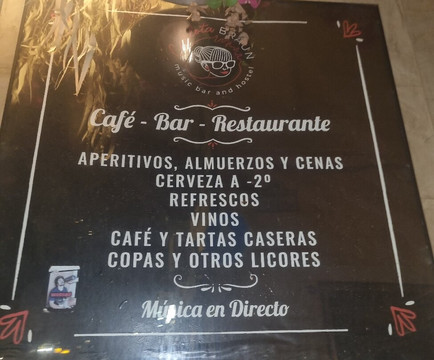 BRAUN
music bar and hostel
Café - Bar - Restaurante
APERITIVOS, ALMUERZOS Y CENAS
CERVEZA A -2º
REFRESCOS
VINOS
CAFÉ Y TARTAS CASERAS
COPAS Y OTROS LICORES
Música en Directo